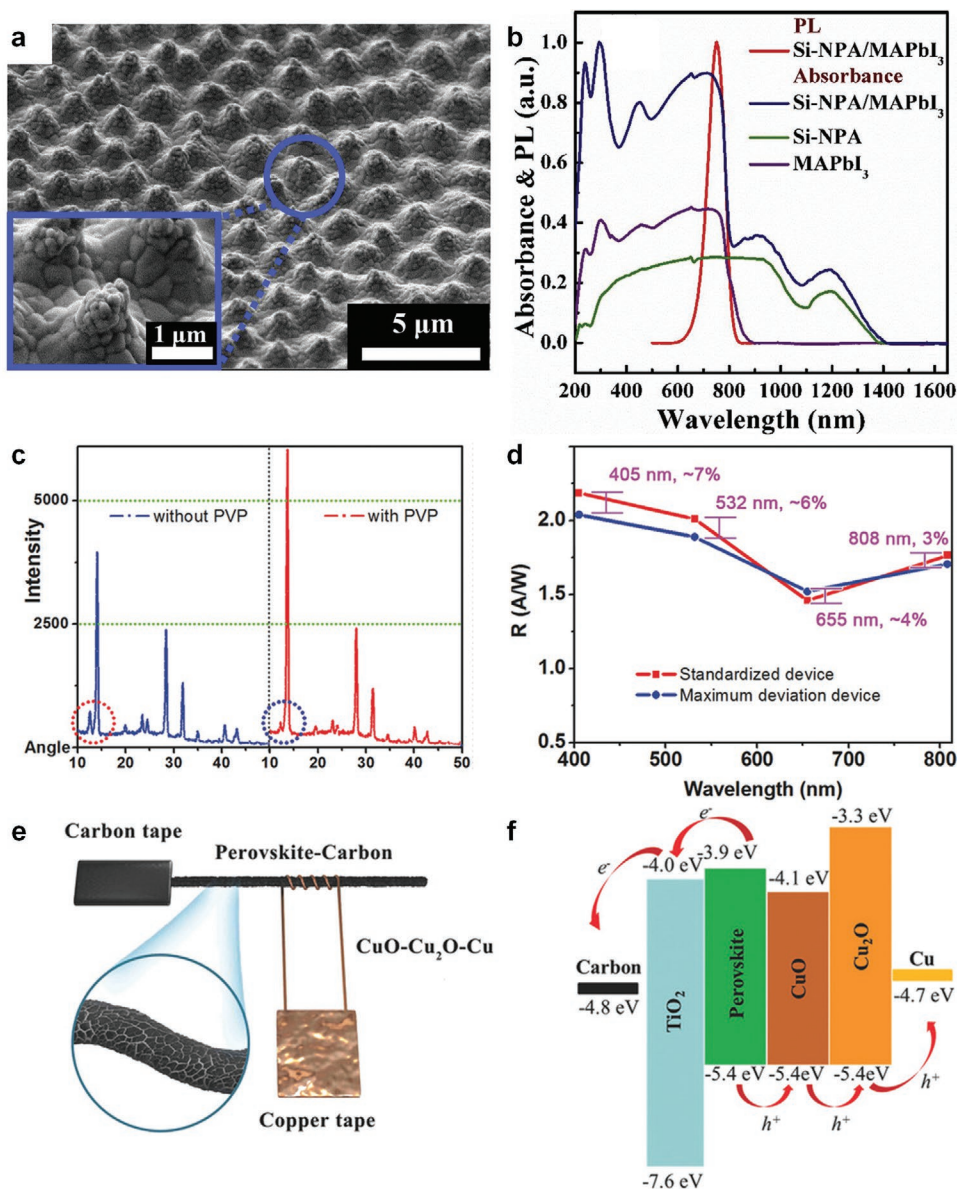 a
1 μm
5 μm
b
Absorbance & PL (a.u.)
1.0
0.8
0.6
0.4
0.2
0.0
PL
Si-NPA/MAPbI₃
Absorbance
Si-NPA/MAPbI₃
Si-NPA
MAPbI₃
200 400 600 800 1000 1200 1400 1600
Wavelength (nm)
c
Intensity
5000
2500
without PVP
with PVP
Angle
10 20 30 40 10 20 30 40 50
d
R (A/W)
2.0
1.5
1.0
0.5
405 nm, ~7%
532 nm, ~6%
808 nm, 3%
655 nm, ~4%
Standardized device
Maximum deviation device
400 500 600 700 800
Wavelength (nm)
e
Carbon tape
Perovskite-Carbon
CuO-Cu₂O-Cu
Copper tape
f
-3.3 eV
e⁻
e⁻
-4.0 eV
-3.9 eV
-4.1 eV
Carbon
-4.8 eV
TiO₂
Perovskite
CuO
Cu₂O
Cu
-4.7 eV
-5.4 eV
-5.4eV
-5.4eV
h⁺
h⁺
h⁺
-7.6 eV